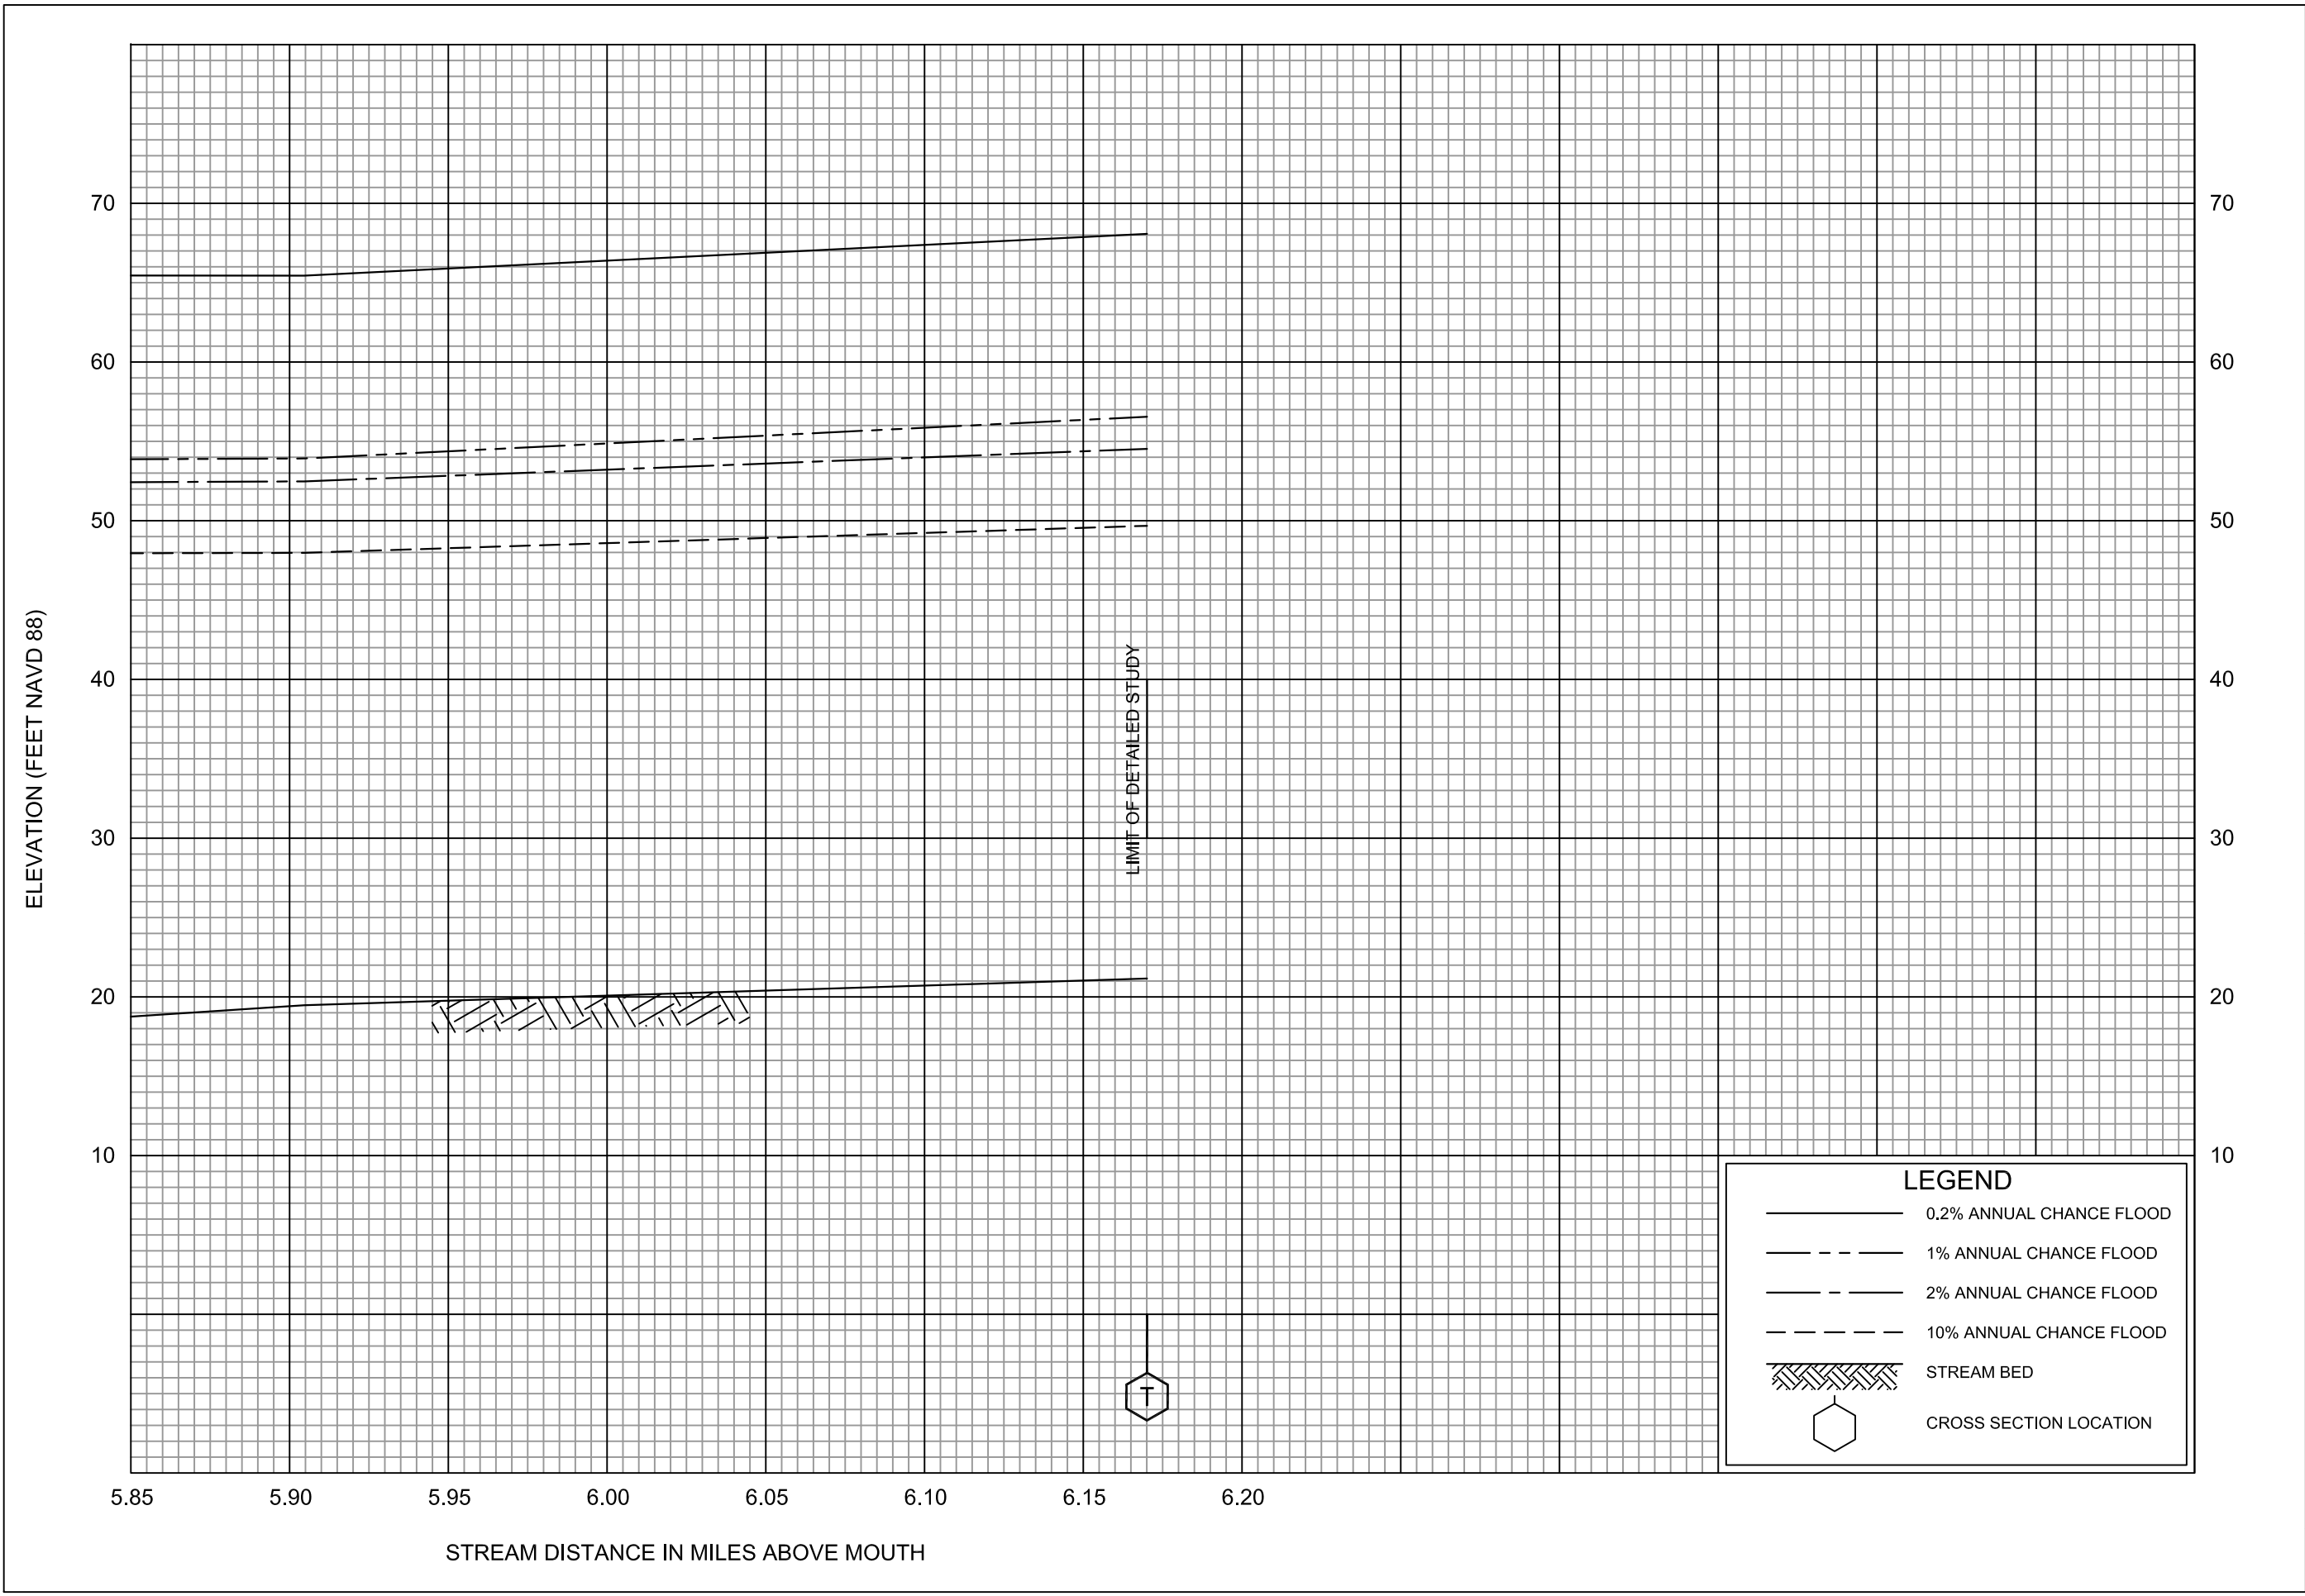 70
70
60
60
50
50
ELEVATION (FEET NAVD 88)
40
40
LIMIT OF DETAILED STUDY
30
30
20
20
10
10
LEGEND
0.2% ANNUAL CHANCE FLOOD
1% ANNUAL CHANCE FLOOD
2% ANNUAL CHANCE FLOOD
10% ANNUAL CHANCE FLOOD
STREAM BED
CROSS SECTION LOCATION
T
5.85 5.90 5.95 6.00 6.05 6.10 6.15 6.20
STREAM DISTANCE IN MILES ABOVE MOUTH